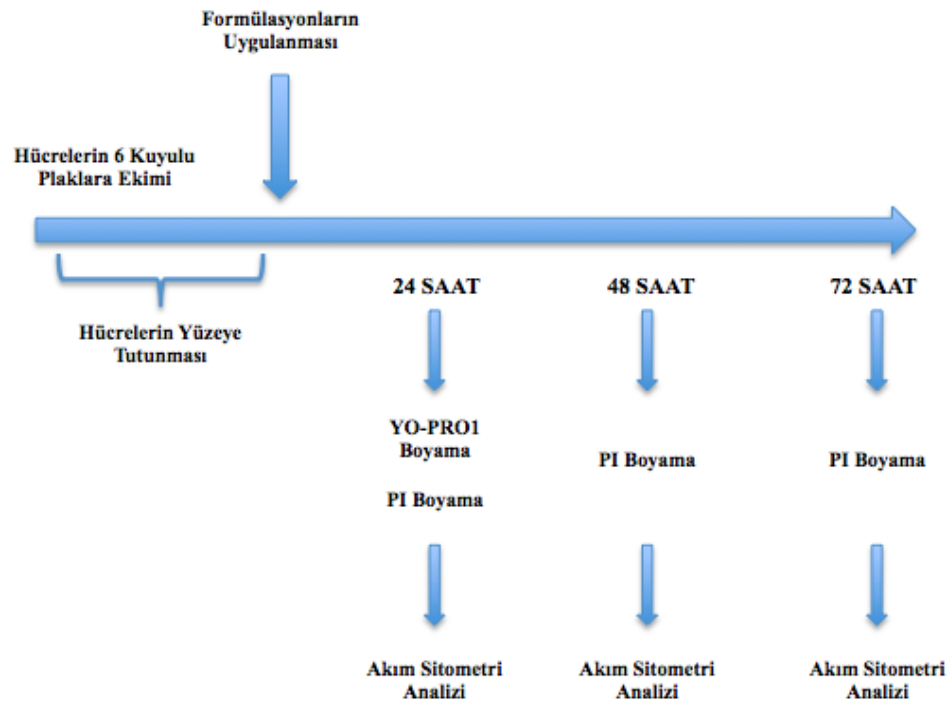 Formülasyonların
Uygulanması
Hücrelerin 6 Kuyulu
Plaklara Ekimi
Hücrelerin Yüzeye
Tutunması
24 SAAT
48 SAAT
72 SAAT
YO-PRO1
Boyama
PI Boyama
PI Boyama
PI Boyama
Akım Sitometri
Analizi
Akım Sitometri
Analizi
Akım Sitometri
Analizi